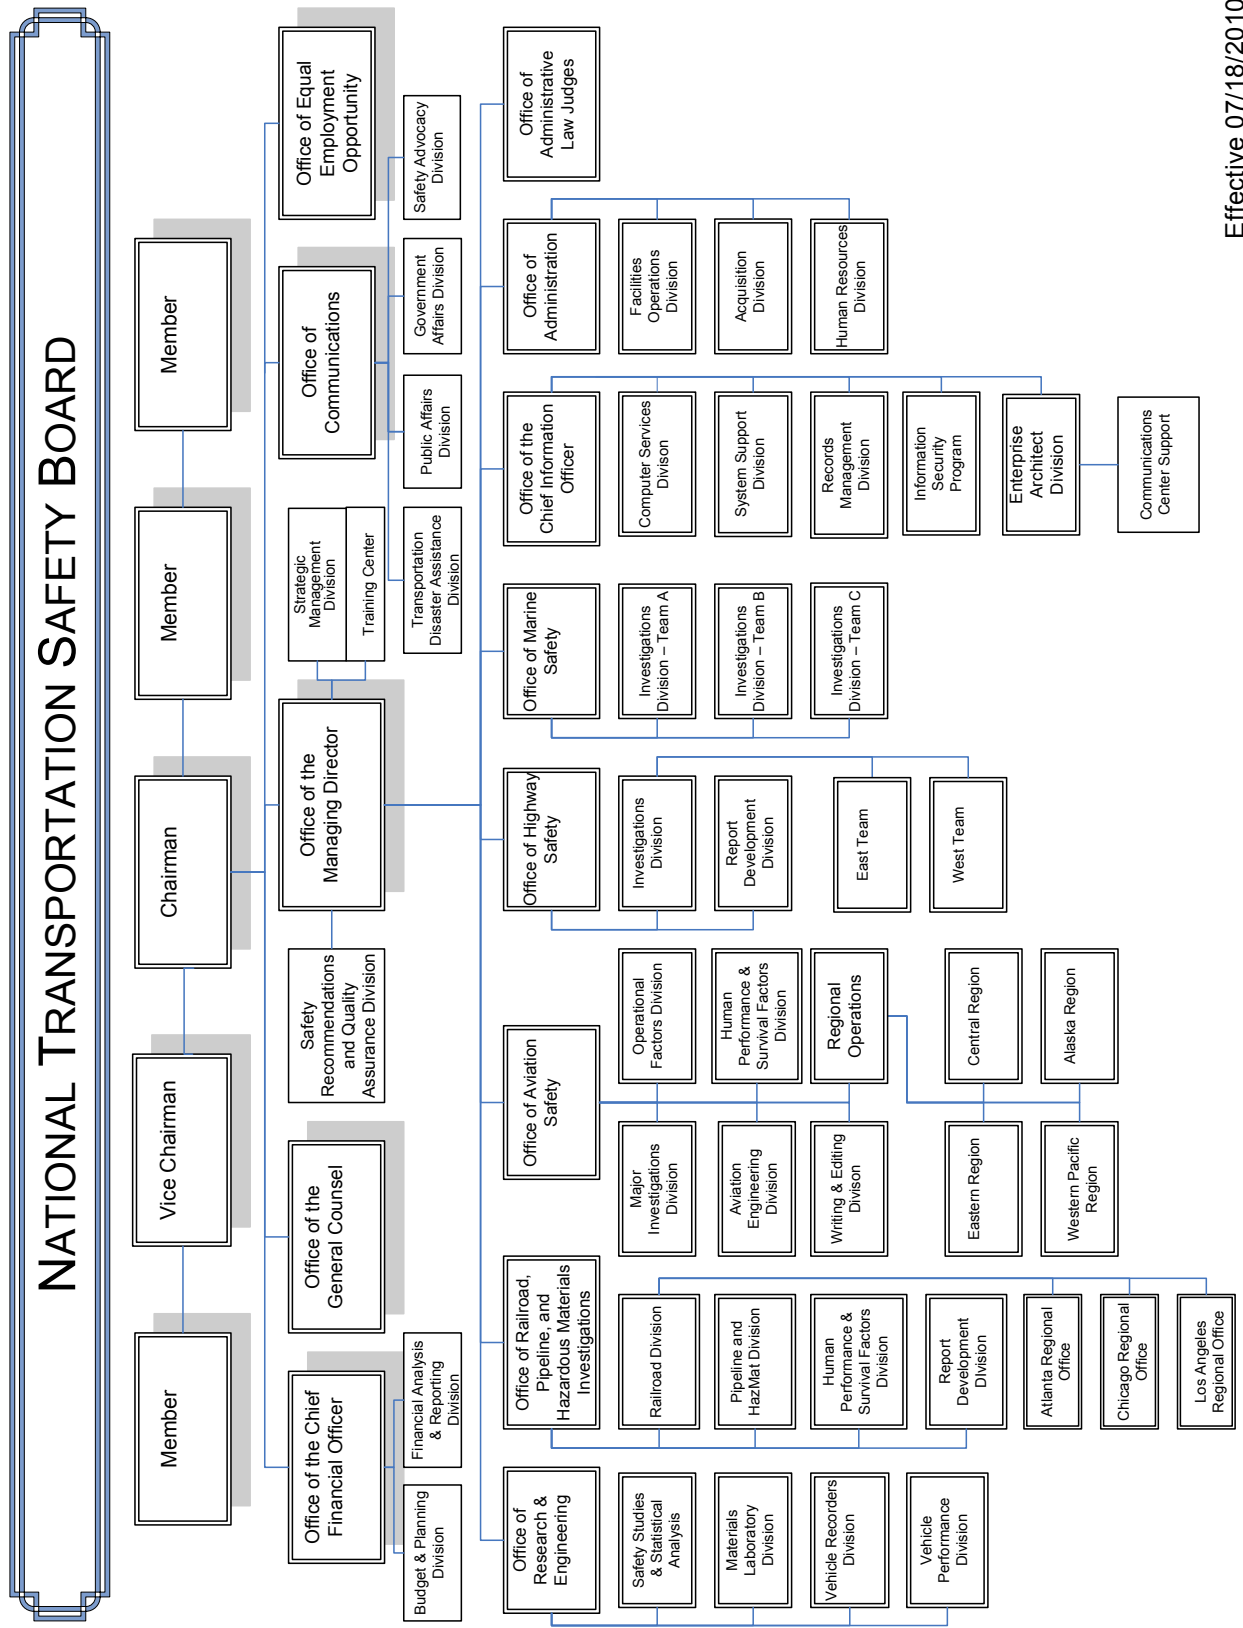 NATIONAL TRANSPORTATION SAFETY BOARD
Member
Vice Chairman
Chairman
Member
Member
Office of the Chief
Financial Officer
Office of the
General Counsel
Safety
Recommendations
and Quality
Assurance Division
Office of the
Managing Director
Strategic
Management
Division
Training Center
Office of
Communications
Office of Equal
Employment
Opportunity
Budget & Planning
Division
Financial Analysis
& Reporting
Division
Transportation
Disaster Assistance
Division
Public Affairs
Division
Government
Affairs Division
Safety Advocacy
Division
Office of
Research &
Engineering
Office of Railroad,
Pipeline, and
Hazardous Materials
Investigations
Office of Aviation
Safety
Office of Highway
Safety
Office of Marine
Safety
Office of the
Chief Information
Officer
Office of
Administration
Office of
Administrative
Law Judges
Safety Studies
& Statistical
Analysis
Materials
Laboratory
Division
Vehicle Recorders
Division
Vehicle
Performance
Division
Railroad Division
Pipeline and
HazMat Division
Human
Performance &
Survival Factors
Division
Report
Development
DIvision
Atlanta Regional
Office
Chicago Regional
Office
Los Angeles
Regional Office
Major
Investigations
Division
Operational
Factors Division
Aviation
Engineering
Division
Human
Performance &
Survival Factors
Division
Writing & Editing
Divison
Regional
Operations
Eastern Region
Central Region
Western Pacific
Region
Alaska Region
Investigations
Division
Report
Development
Division
East Team
West Team
Investigations
Division – Team A
Investigations
Division – Team B
Investigations
Division – Team C
Computer Services
Divison
System Support
Division
Records
Management
Division
Information
Security
Program
Enterprise
Architect
Division
Communications
Center Support
Facilities
Operations
Division
Acquisition
Division
Human Resources
Division
Effective 07/18/2010